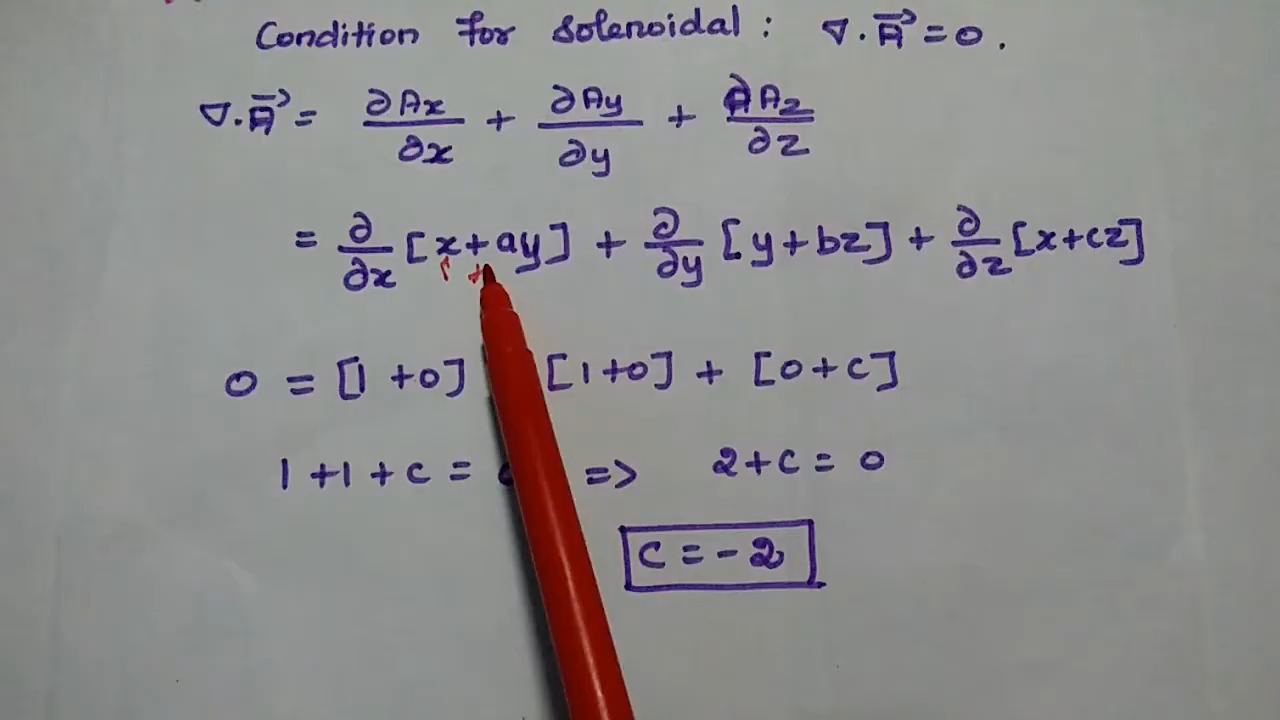 Condition for Solenoidal : ∇.A⃗ = 0.
∇.A⃗ = ∂Ax/∂x + ∂Ay/∂y + ∂Az/∂z
= ∂/∂x [x+ay] + ∂/∂y [y+bz] + ∂/∂z [x+cz]
0 = [1+0] [1+0] + [0+c]
1+1+c = => 2+c = 0
c = -2